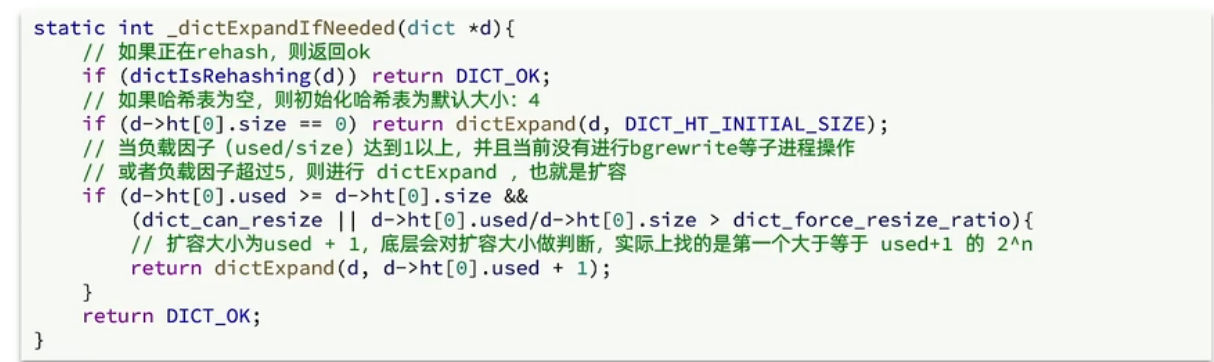 static int _dictExpandIfNeeded(dict *d){
    // 如果正在rehash，则返回ok
    if (dictIsRehashing(d)) return DICT_OK;
    // 如果哈希表为空，则初始化哈希表为默认大小：4
    if (d->ht[0].size == 0) return dictExpand(d, DICT_HT_INITIAL_SIZE);
    // 当负载因子（used/size）达到1以上，并且当前没有进行bgrewrite等子进程操作
    // 或者负载因子超过5，则进行 dictExpand ，也就是扩容
    if (d->ht[0].used >= d->ht[0].size &&
        (dict_can_resize || d->ht[0].used/d->ht[0].size > dict_force_resize_ratio){
        // 扩容大小为used + 1，底层会对扩容大小做判断，实际上找的是第一个大于等于 used+1 的 2^n
        return dictExpand(d, d->ht[0].used + 1);
    }
    return DICT_OK;
}